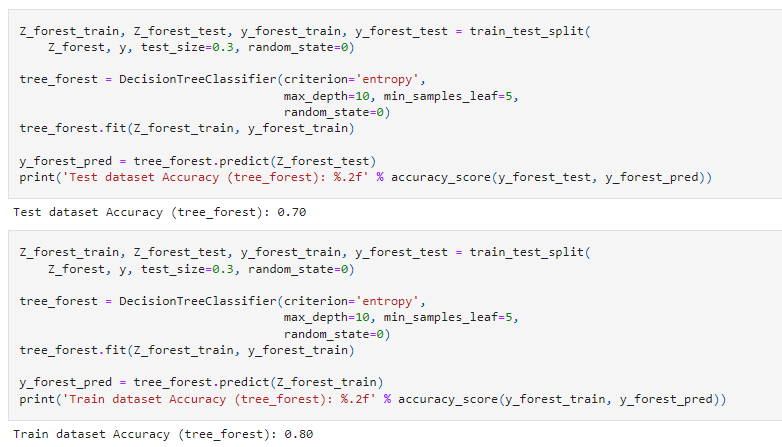 Z_forest_train, Z_forest_test, y_forest_train, y_forest_test = train_test_split(
    Z_forest, y, test_size=0.3, random_state=0)
tree_forest = DecisionTreeClassifier(criterion='entropy',
                                     max_depth=10, min_samples_leaf=5,
                                     random_state=0)
tree_forest.fit(Z_forest_train, y_forest_train)
y_forest_pred = tree_forest.predict(Z_forest_test)
print('Test dataset Accuracy (tree_forest): %.2f' % accuracy_score(y_forest_test, y_forest_pred))
Test dataset Accuracy (tree_forest): 0.70
Z_forest_train, Z_forest_test, y_forest_train, y_forest_test = train_test_split(
    Z_forest, y, test_size=0.3, random_state=0)
tree_forest = DecisionTreeClassifier(criterion='entropy',
                                     max_depth=10, min_samples_leaf=5,
                                     random_state=0)
tree_forest.fit(Z_forest_train, y_forest_train)
y_forest_pred = tree_forest.predict(Z_forest_train)
print('Train dataset Accuracy (tree_forest): %.2f' % accuracy_score(y_forest_train, y_forest_pred))
Train dataset Accuracy (tree_forest): 0.80